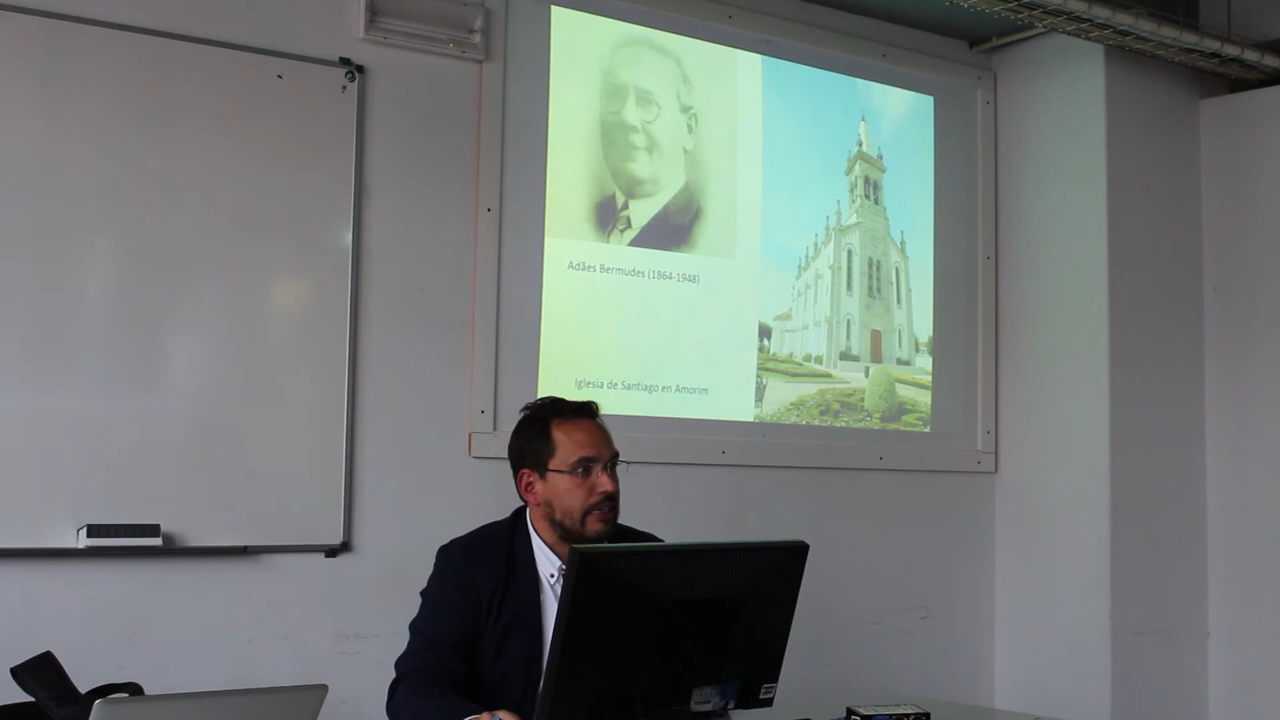 Adães Bermudes (1864-1948)
Iglesia de Santiago en Amorim